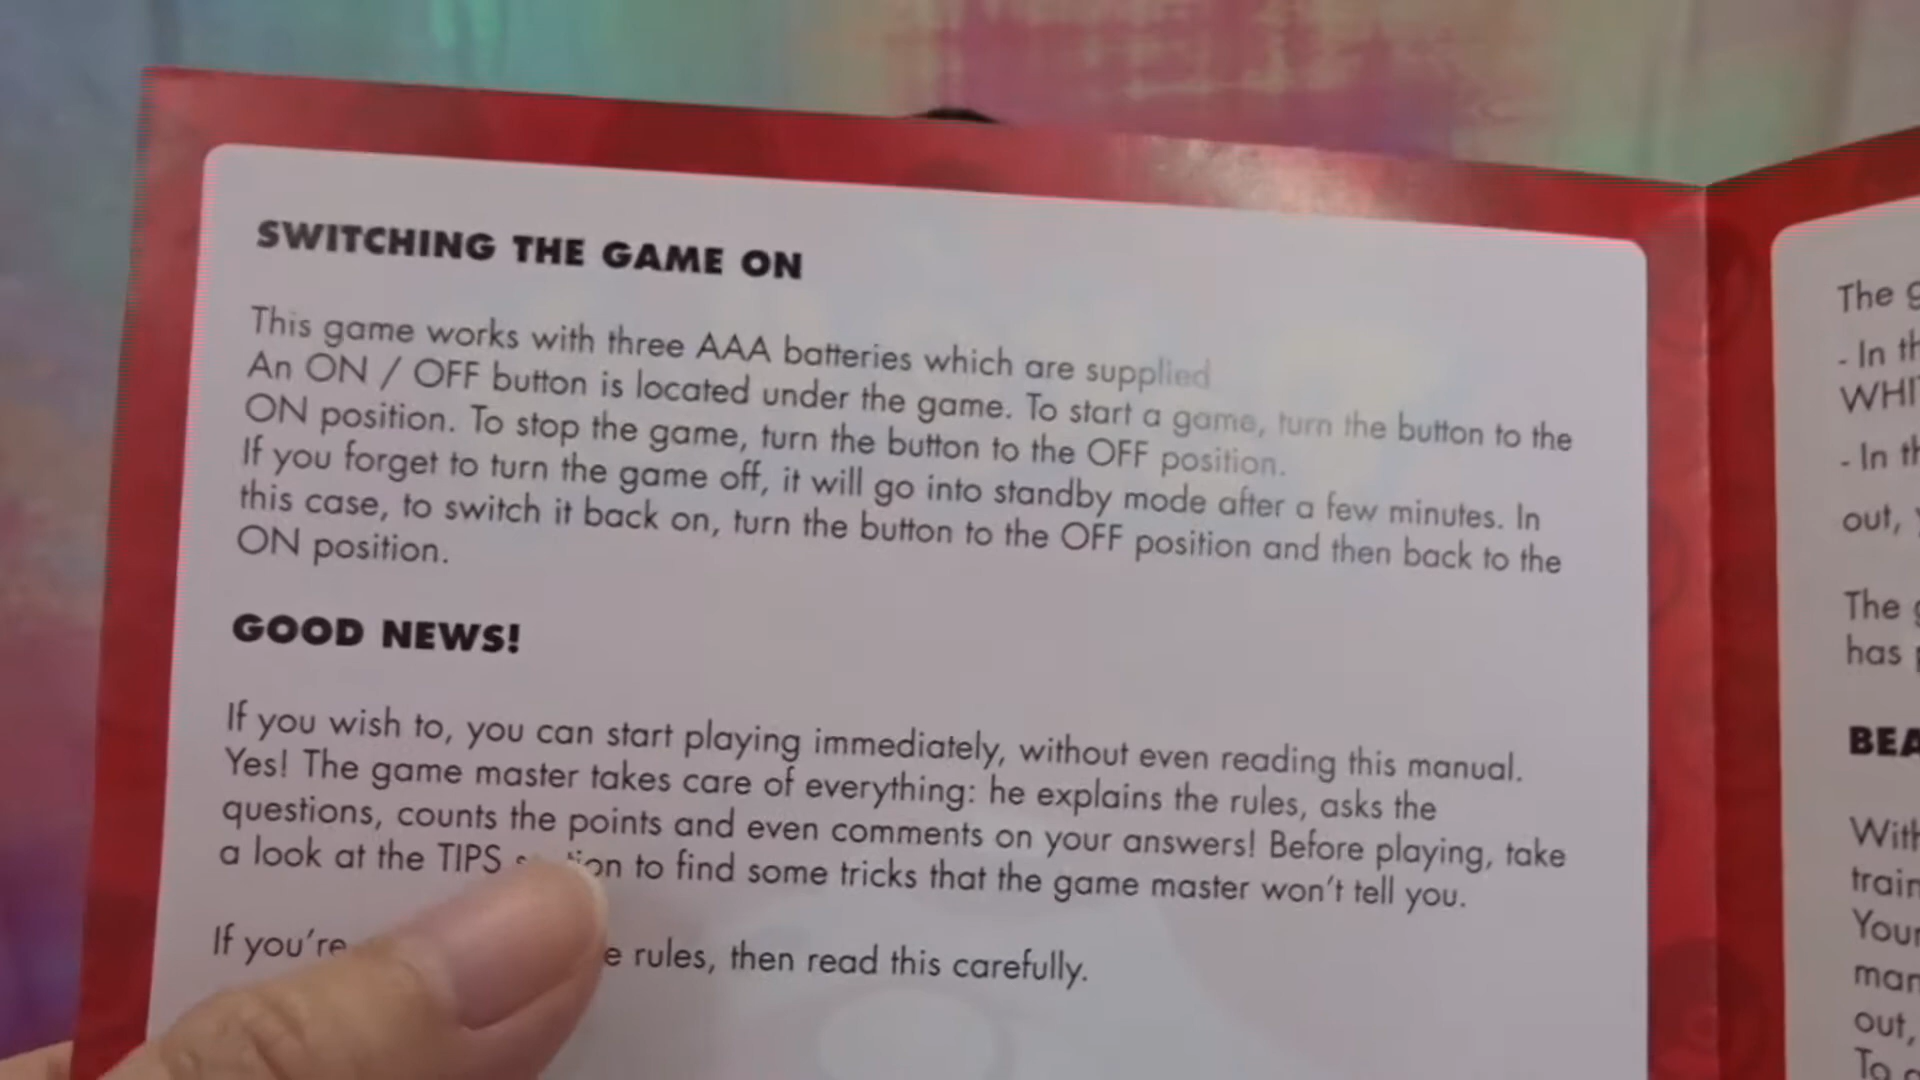 SWITCHING THE GAME ON
This game works with three AAA batteries which are supplied
An ON / OFF button is located under the game. To start a game, turn the button to the
ON position. To stop the game, turn the button to the OFF position.
If you forget to turn the game off, it will go into standby mode after a few minutes. In
this case, to switch it back on, turn the button to the OFF position and then back to the
ON position.
GOOD NEWS!
If you wish to, you can start playing immediately, without even reading this manual.
Yes! The game master takes care of everything: he explains the rules, asks the
questions, counts the points and even comments on your answers! Before playing, take
a look at the TIPS to find some tricks that the game master won't tell you.
If you're rules, then read this carefully.
The
- In
- In
out,
The
has
To